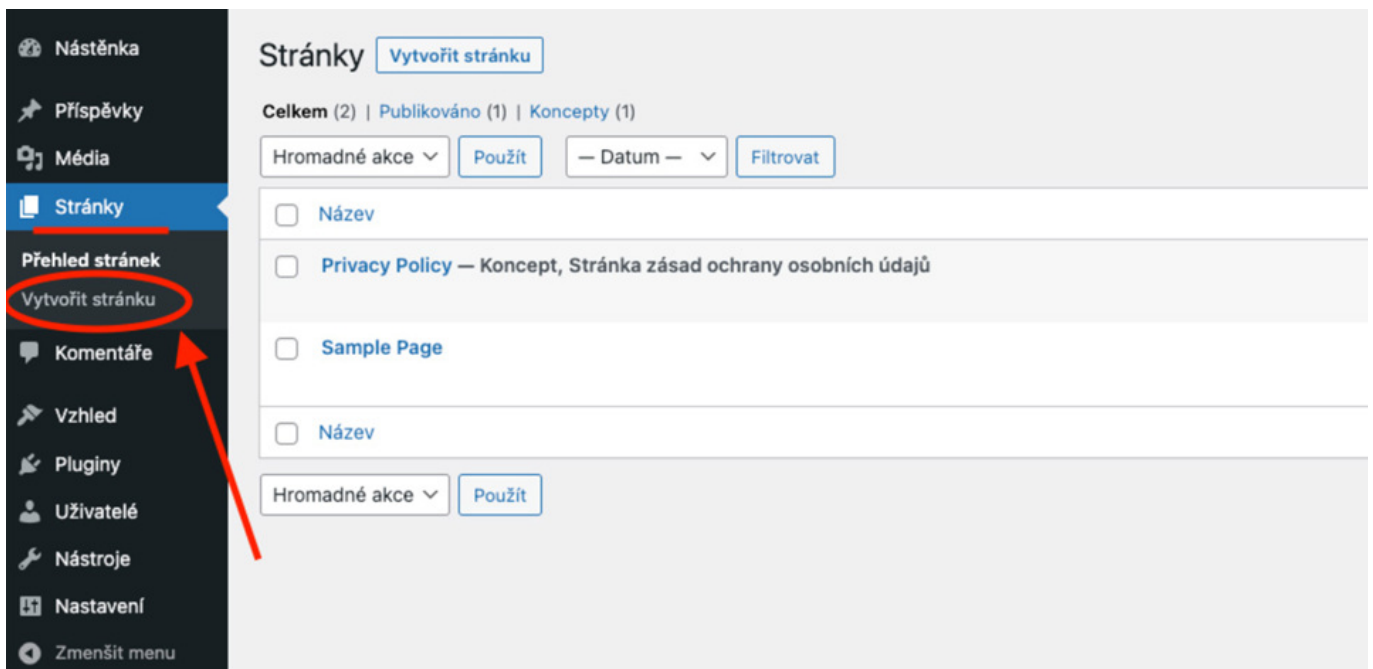 Nástěnka
Příspěvky
Média
Stránky
Přehled stránek
Vytvořit stránku
Komentáře
Vzhled
Pluginy
Uživatelé
Nástroje
Nastavení
Zmenšit menu
Stránky Vytvořit stránku
Celkem (2) | Publikováno (1) | Koncepty (1)
Hromadné akce Použít — Datum — Filtrovat
Název
Privacy Policy — Koncept, Stránka zásad ochrany osobních údajů
Sample Page
Název
Hromadné akce Použít